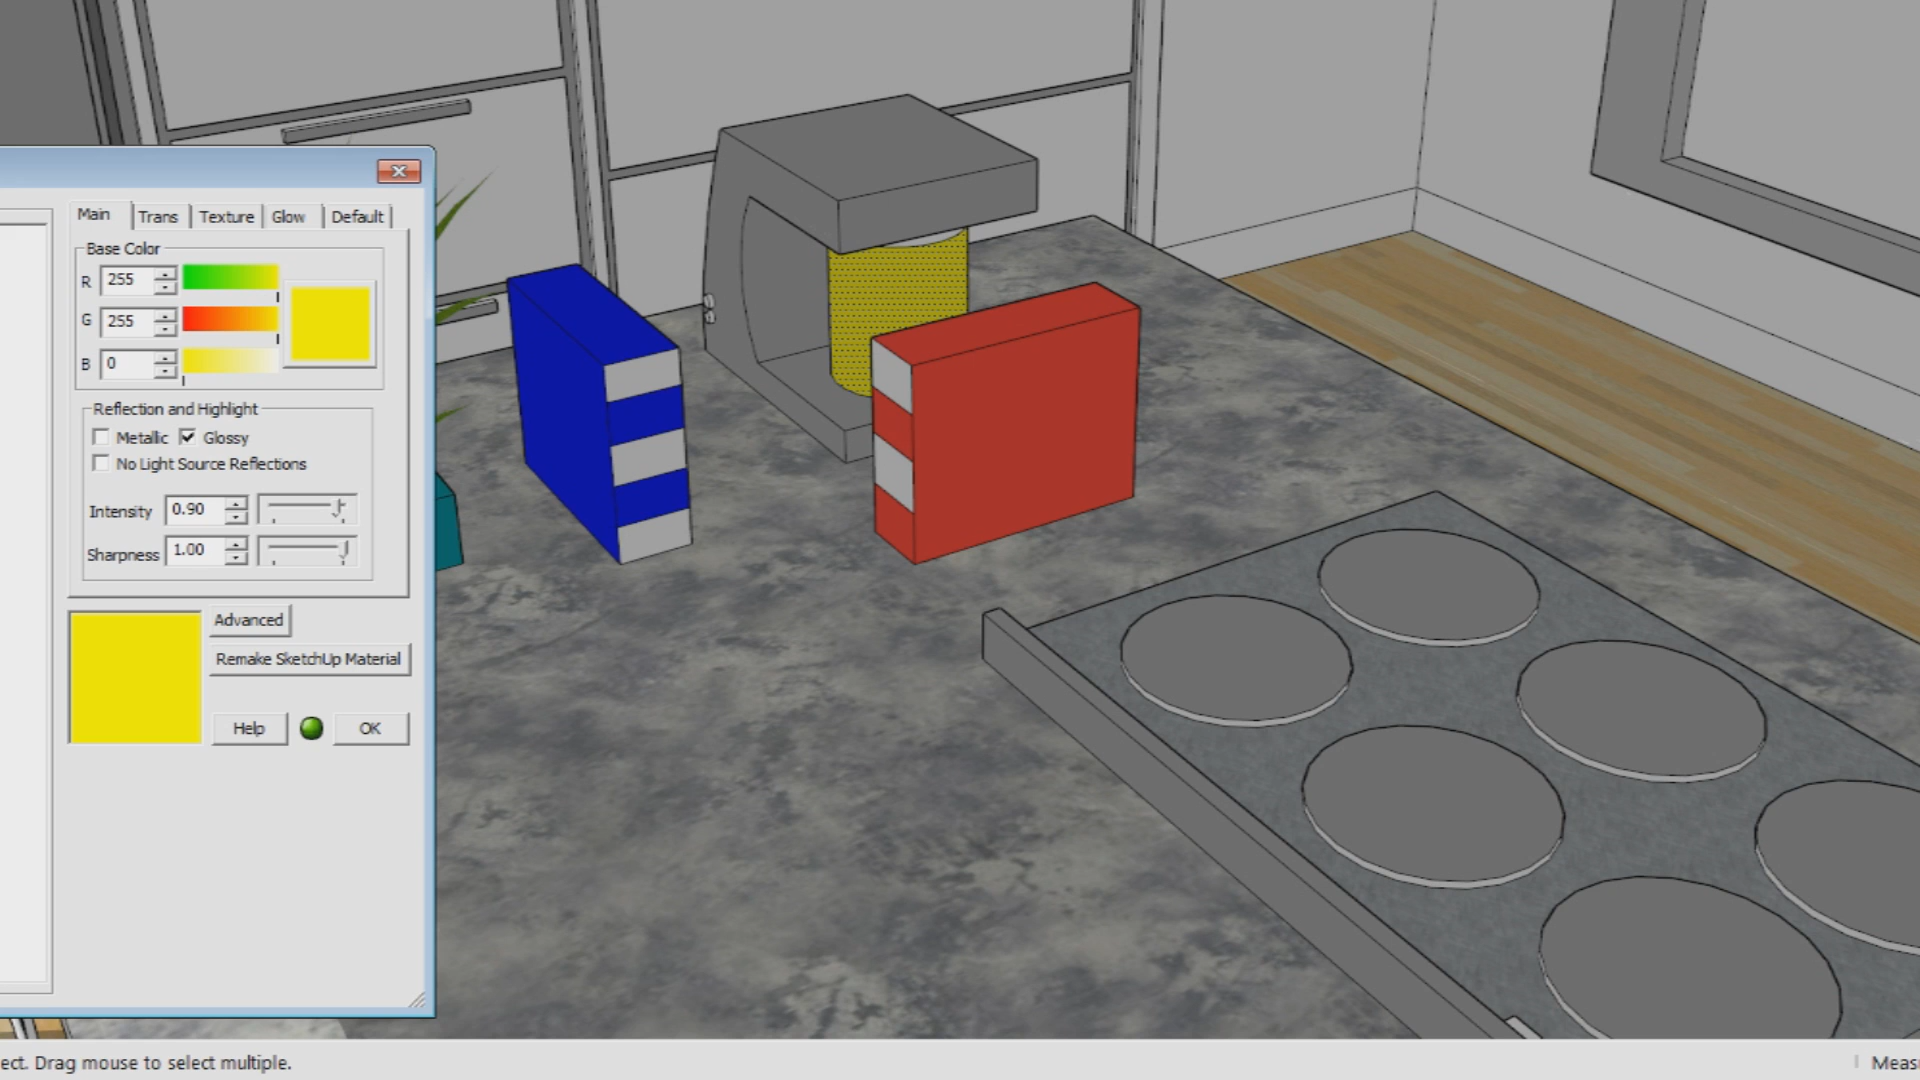 Main Trans Texture Glow Default
Base Color
R 255
G 255
B 0
Reflection and Highlight
Metallic Glossy
No Light Source Reflections
Intensity 0.90
Sharpness 1.00
Advanced
Remake SketchUp Material
Help OK
ect. Drag mouse to select multiple. Meas